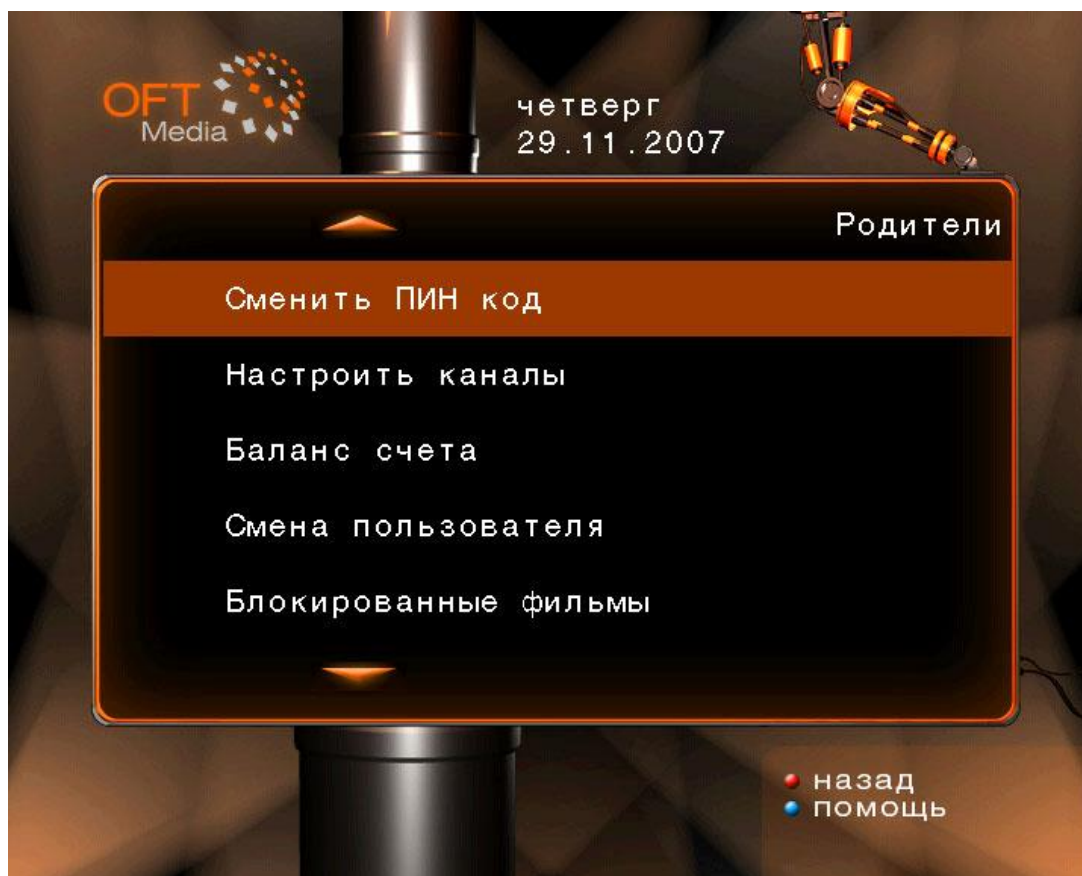 OFT
Media
четверг
29.11.2007
Родители
Сменить ПИН код
Настроить каналы
Баланс счета
Смена пользователя
Блокированные фильмы
назад
помощь